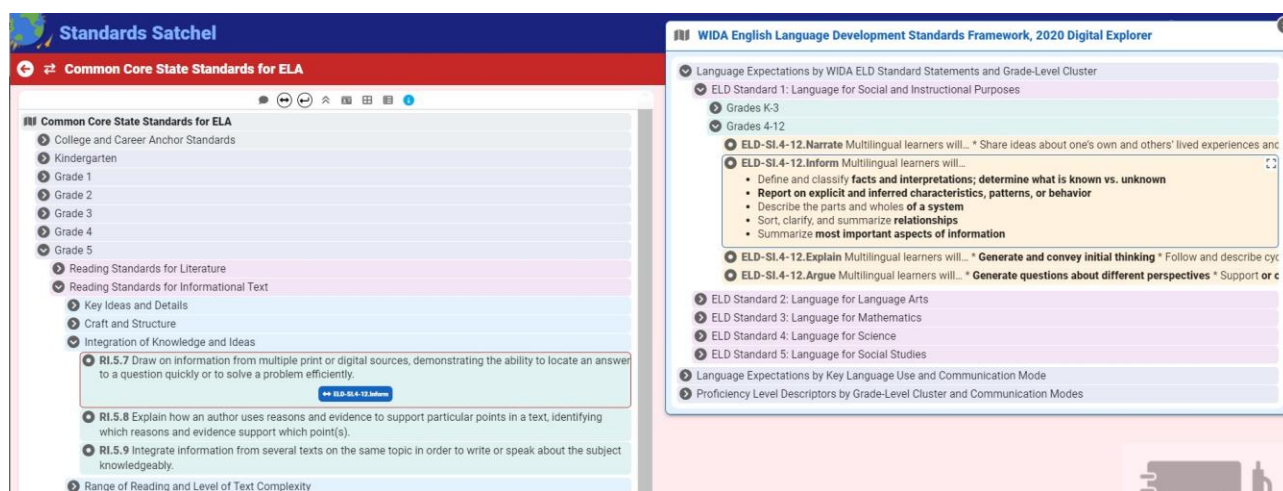 Standards Satchel
Common Core State Standards for ELA
Common Core State Standards for ELA
College and Career Anchor Standards
Kindergarten
Grade 1
Grade 2
Grade 3
Grade 4
Grade 5
Reading Standards for Literature
Reading Standards for Informational Text
Key Ideas and Details
Craft and Structure
Integration of Knowledge and Ideas
RI.5.7 Draw on information from multiple print or digital sources, demonstrating the ability to locate an answer
to a question quickly or to solve a problem efficiently.
ELD-SI.4-12.Inform
RI.5.8 Explain how an author uses reasons and evidence to support particular points in a text, identifying
which reasons and evidence support which point(s).
RI.5.9 Integrate information from several texts on the same topic in order to write or speak about the subject
knowledgeably.
Range of Reading and Level of Text Complexity
WIDA English Language Development Standards Framework, 2020 Digital Explorer
Language Expectations by WIDA ELD Standard Statements and Grade-Level Cluster
ELD Standard 1: Language for Social and Instructional Purposes
Grades K-3
Grades 4-12
ELD-SI.4-12.Narrate Multilingual learners will... * Share ideas about one's own and others' lived experiences and
ELD-SI.4-12.Inform Multilingual learners will...
• Define and classify facts and interpretations; determine what is known vs. unknown
• Report on explicit and inferred characteristics, patterns, or behavior
• Describe the parts and wholes of a system
• Sort, clarify, and summarize relationships
• Summarize most important aspects of information
ELD-SI.4-12.Explain Multilingual learners will... * Generate and convey initial thinking * Follow and describe cyc
ELD-SI.4-12.Argue Multilingual learners will... * Generate questions about different perspectives * Support or c
ELD Standard 2: Language for Language Arts
ELD Standard 3: Language for Mathematics
ELD Standard 4: Language for Science
ELD Standard 5: Language for Social Studies
Language Expectations by Key Language Use and Communication Mode
Proficiency Level Descriptors by Grade-Level Cluster and Communication Modes